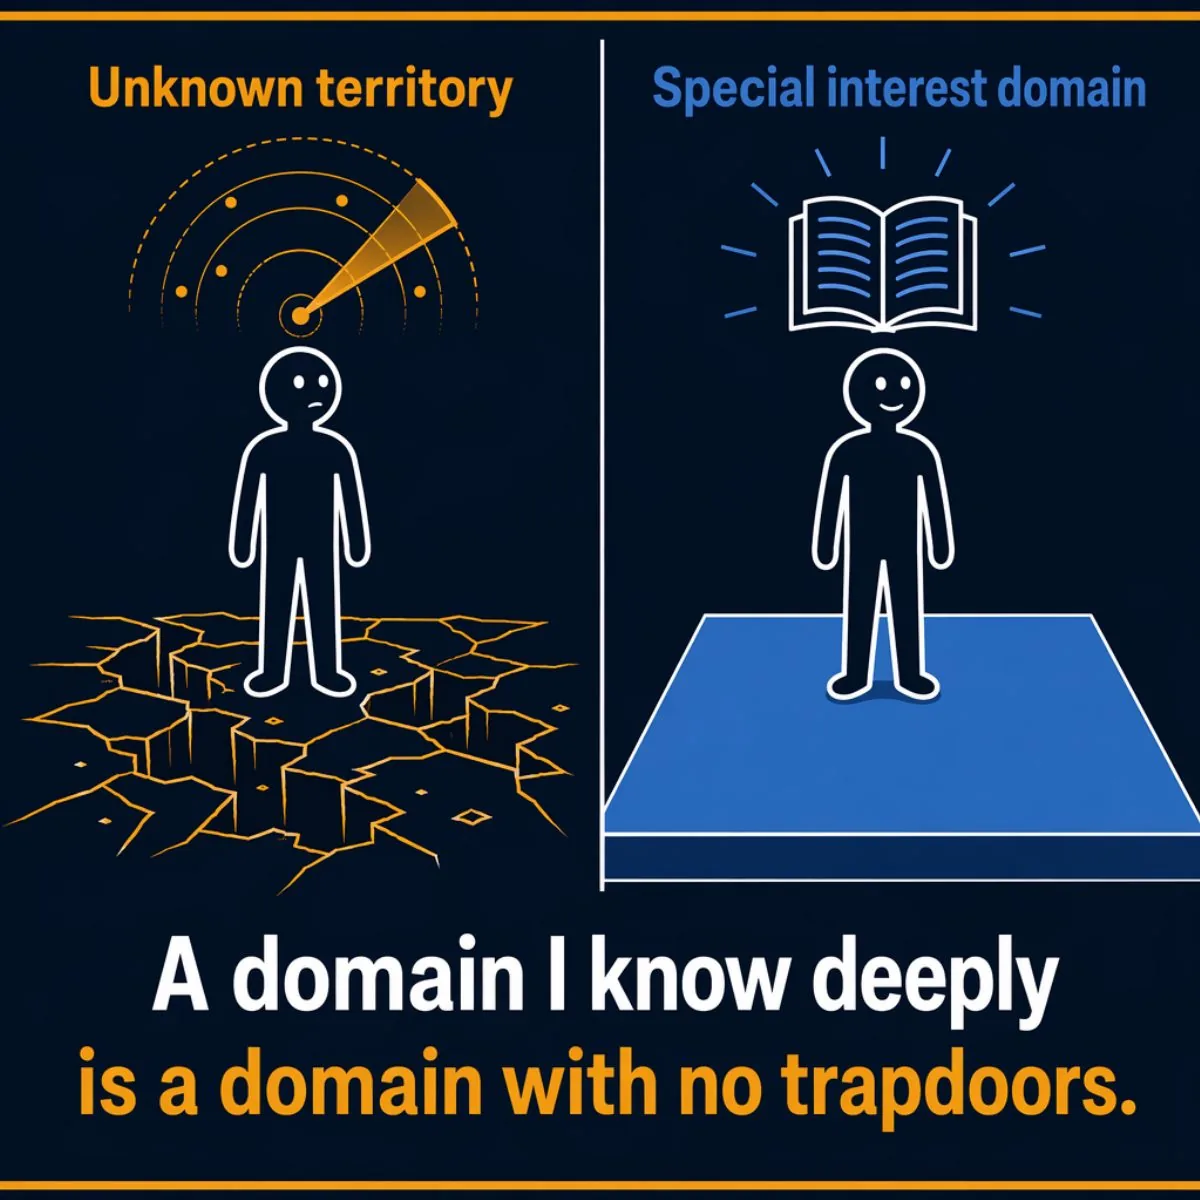 Unknown territory
Special interest domain
A domain I know deeply
is a domain with no trapdoors.